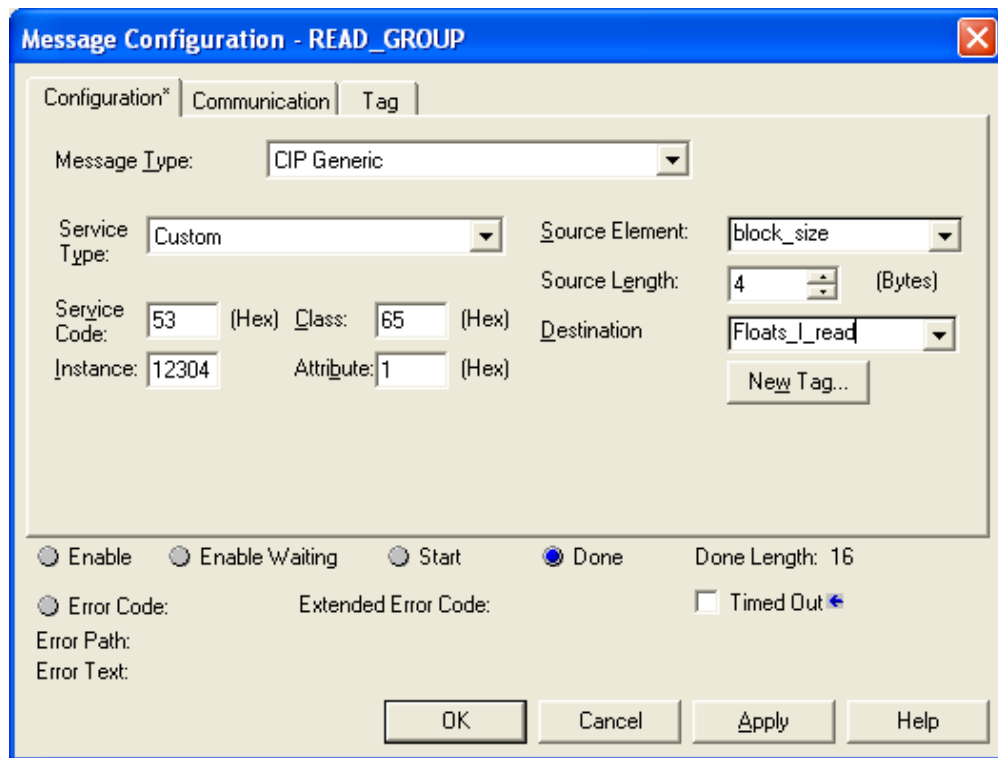 Message Configuration - READ_GROUP
Configuration* Communication Tag
Message Type: CIP Generic
Service Type: Custom
Source Element: block_size
Source Length: 4 (Bytes)
Service Code: 53 (Hex) Class: 65 (Hex)
Destination Floats_I_read
Instance: 12304 Attribute: 1 (Hex)
New Tag...
Enable Enable Waiting Start Done Done Length: 16
Error Code: Extended Error Code: Timed Out
Error Path:
Error Text:
OK Cancel Apply Help